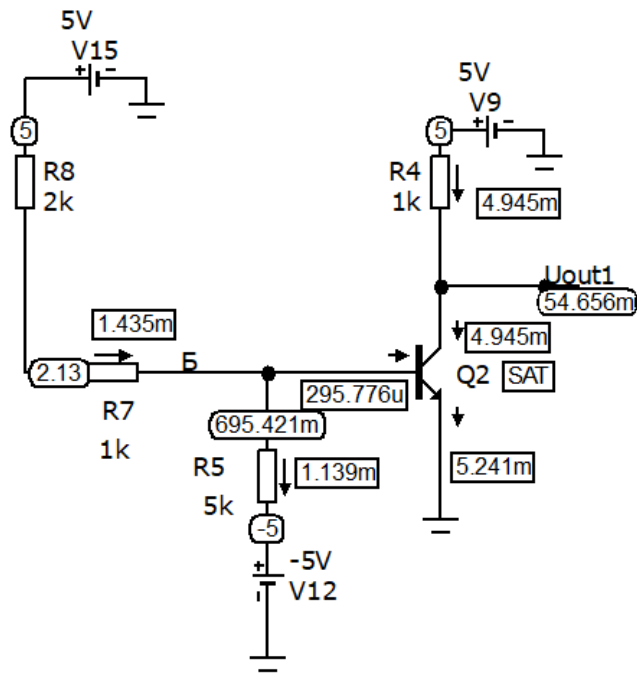 5V
V15
+ -
5
R8
2k
5V
V9
+ -
5
R4
1k
4.945m
Uout1
54.656m
1.435m
2.13
Б
R7
1k
295.776u
4.945m
Q2
SAT
695.421m
R5
5k
1.139m
5.241m
-5
-5V
V12
+
-